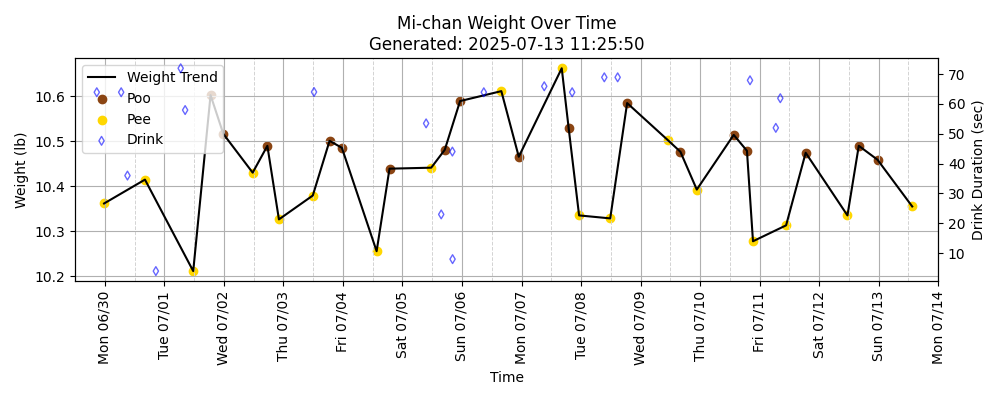 Mi-chan Weight Over Time
Generated: 2025-07-13 11:25:50
Weight Trend
Poo
Pee
Drink
Weight (lb)
10.6
10.5
10.4
10.3
10.2
70
60
50
40
30
20
10
Drink Duration (sec)
Mon 06/30
Tue 07/01
Wed 07/02
Thu 07/03
Fri 07/04
Sat 07/05
Sun 07/06
Mon 07/07
Tue 07/08
Wed 07/09
Thu 07/10
Fri 07/11
Sat 07/12
Sun 07/13
Mon 07/14
Time